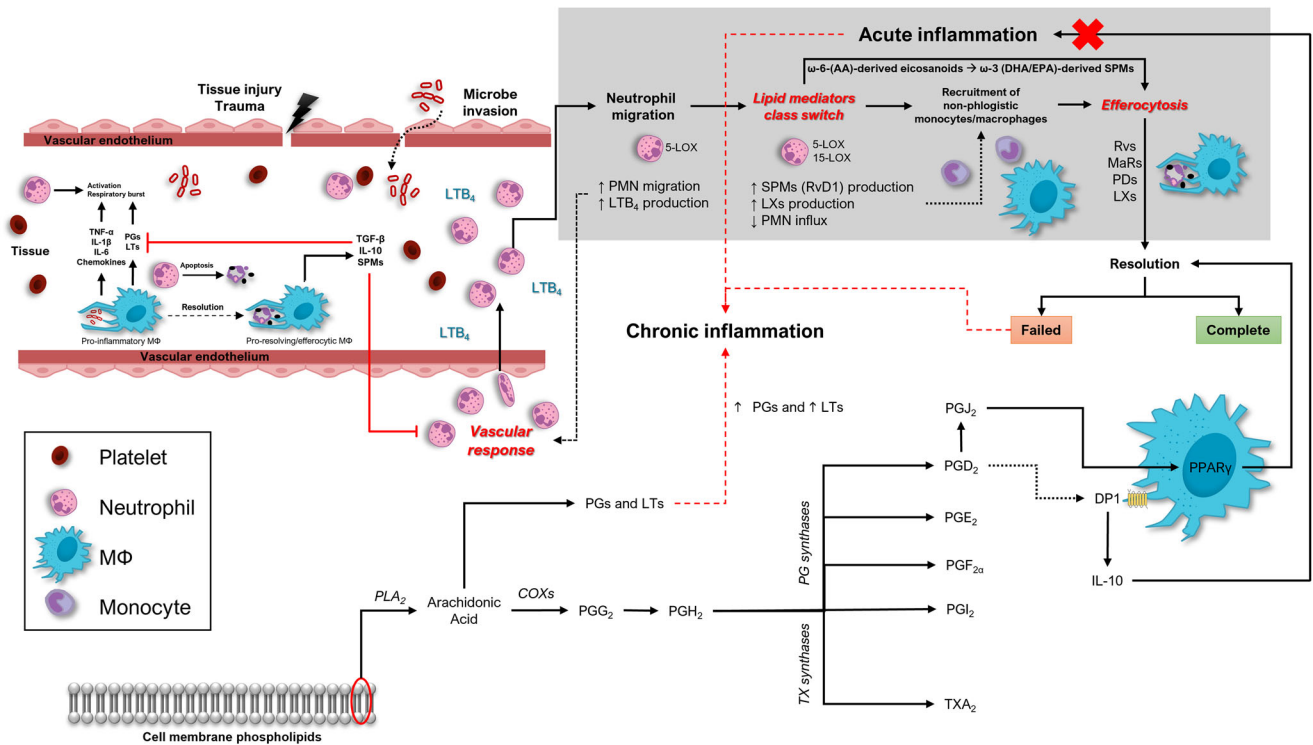 Acute inflammation
ω-6-(AA)-derived eicosanoids → ω-3 (DHA/EPA)-derived SPMs
Tissue injury
Trauma
Microbe
invasion
Vascular endothelium
Neutrophil
migration
5-LOX
↑ PMN migration
↑ LTB₄ production
Lipid mediators
class switch
5-LOX
15-LOX
↑ SPMs (RvD1) production
↑ LXs production
↓ PMN influx
Recruitment of
non-phlogistic
monocytes/macrophages
Efferocytosis
Rvs
MaRs
PDs
LXs
Activation
Respiratory burst
Tissue
TNF-α
IL-1β
IL-6
Chemokines
PGs
LTs
TGF-β
IL-10
SPMs
Apoptosis
Resolution
Pro-inflammatory MΦ
Pro-resolving/efferocytic MΦ
LTB₄
LTB₄
LTB₄
Vascular endothelium
Vascular
response
Resolution
Failed
Complete
Chronic inflammation
↑ PGs and ↑ LTs
Platelet
Neutrophil
MΦ
Monocyte
PGs and LTs
PLA₂
Arachidonic
Acid
COXs
PGG₂
PGH₂
PG synthases
TX synthases
PGJ₂
PGD₂
PGE₂
PGF₂α
PGI₂
TXA₂
DP1
PPARγ
IL-10
Cell membrane phospholipids